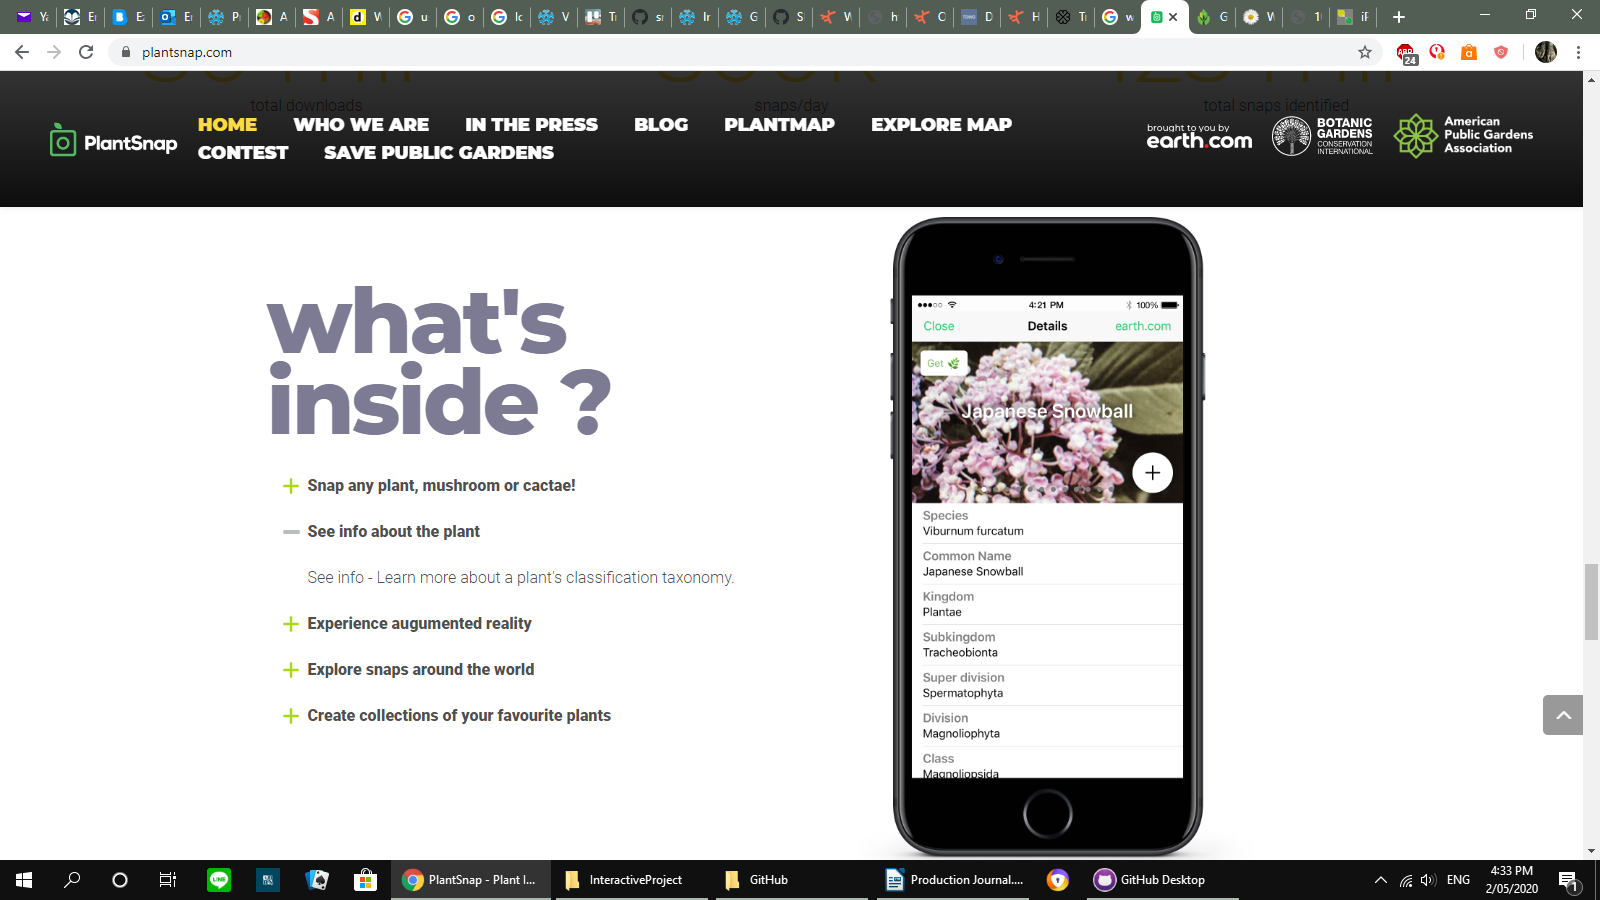 plantsnap.com
24
total downloads
snaps/day
total snaps identified
PlantSnap
HOME WHO WE ARE IN THE PRESS BLOG PLANTMAP EXPLORE MAP
CONTEST SAVE PUBLIC GARDENS
brought to you by
earth.com
BOTANIC
GARDENS
CONSERVATION
INTERNATIONAL
American
Public Gardens
Association
what's
inside ?
Snap any plant, mushroom or cactae!
See info about the plant
See info - Learn more about a plant's classification taxonomy.
Experience augumented reality
Explore snaps around the world
Create collections of your favourite plants
4:21 PM
100%
Close Details earth.com
Get
Japanese Snowball
Species
Viburnum furcatum
Common Name
Japanese Snowball
Kingdom
Plantae
Subkingdom
Tracheobionta
Super division
Spermatophyta
Division
Magnoliophyta
Class
Magnoliopsida
PlantSnap - Plant I...
InteractiveProject
GitHub
Production Journal....
GitHub Desktop
ENG
4:33 PM
2/05/2020
1